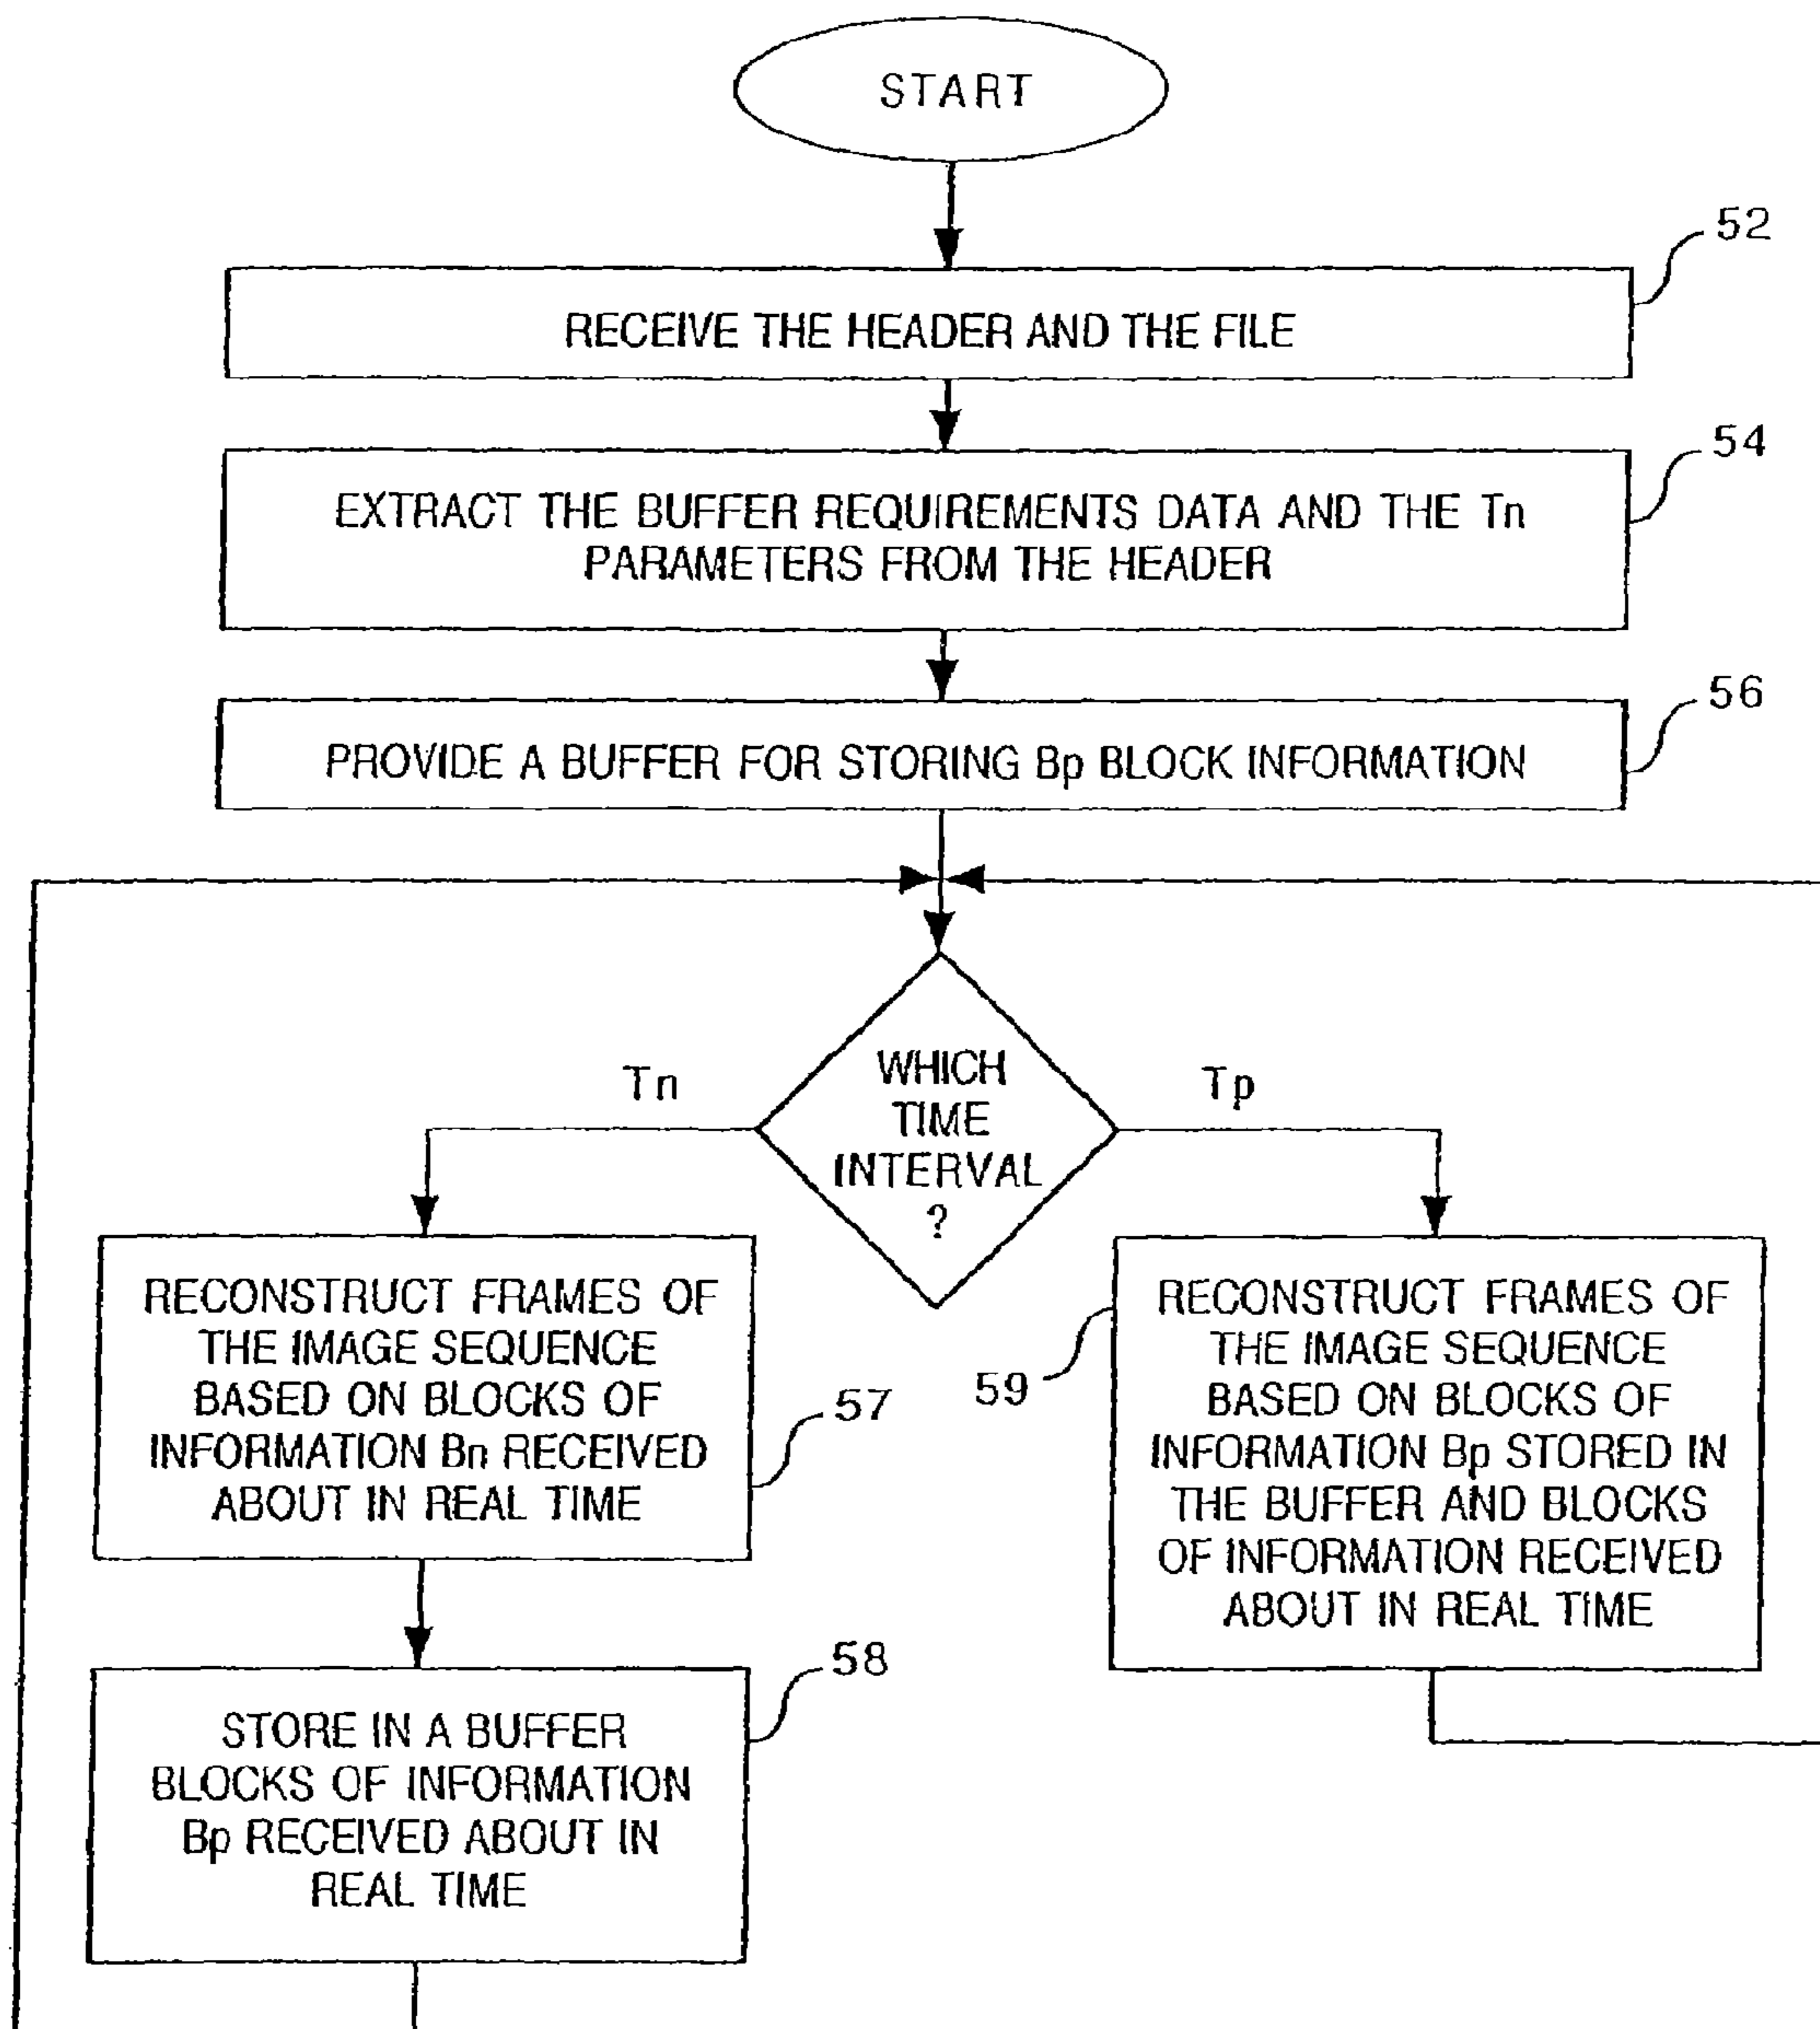 START
52
RECEIVE THE HEADER AND THE FILE
54
EXTRACT THE BUFFER REQUIREMENTS DATA AND THE Tn
PARAMETERS FROM THE HEADER
56
PROVIDE A BUFFER FOR STORING Bp BLOCK INFORMATION
WHICH
TIME
INTERVAL
?
Tn
Tp
RECONSTRUCT FRAMES OF
THE IMAGE SEQUENCE
BASED ON BLOCKS OF
INFORMATION Bn RECEIVED
ABOUT IN REAL TIME
57
59
RECONSTRUCT FRAMES OF
THE IMAGE SEQUENCE
BASED ON BLOCKS OF
INFORMATION Bp STORED IN
THE BUFFER AND BLOCKS
OF INFORMATION RECEIVED
ABOUT IN REAL TIME
58
STORE IN A BUFFER
BLOCKS OF INFORMATION
Bp RECEIVED ABOUT IN
REAL TIME